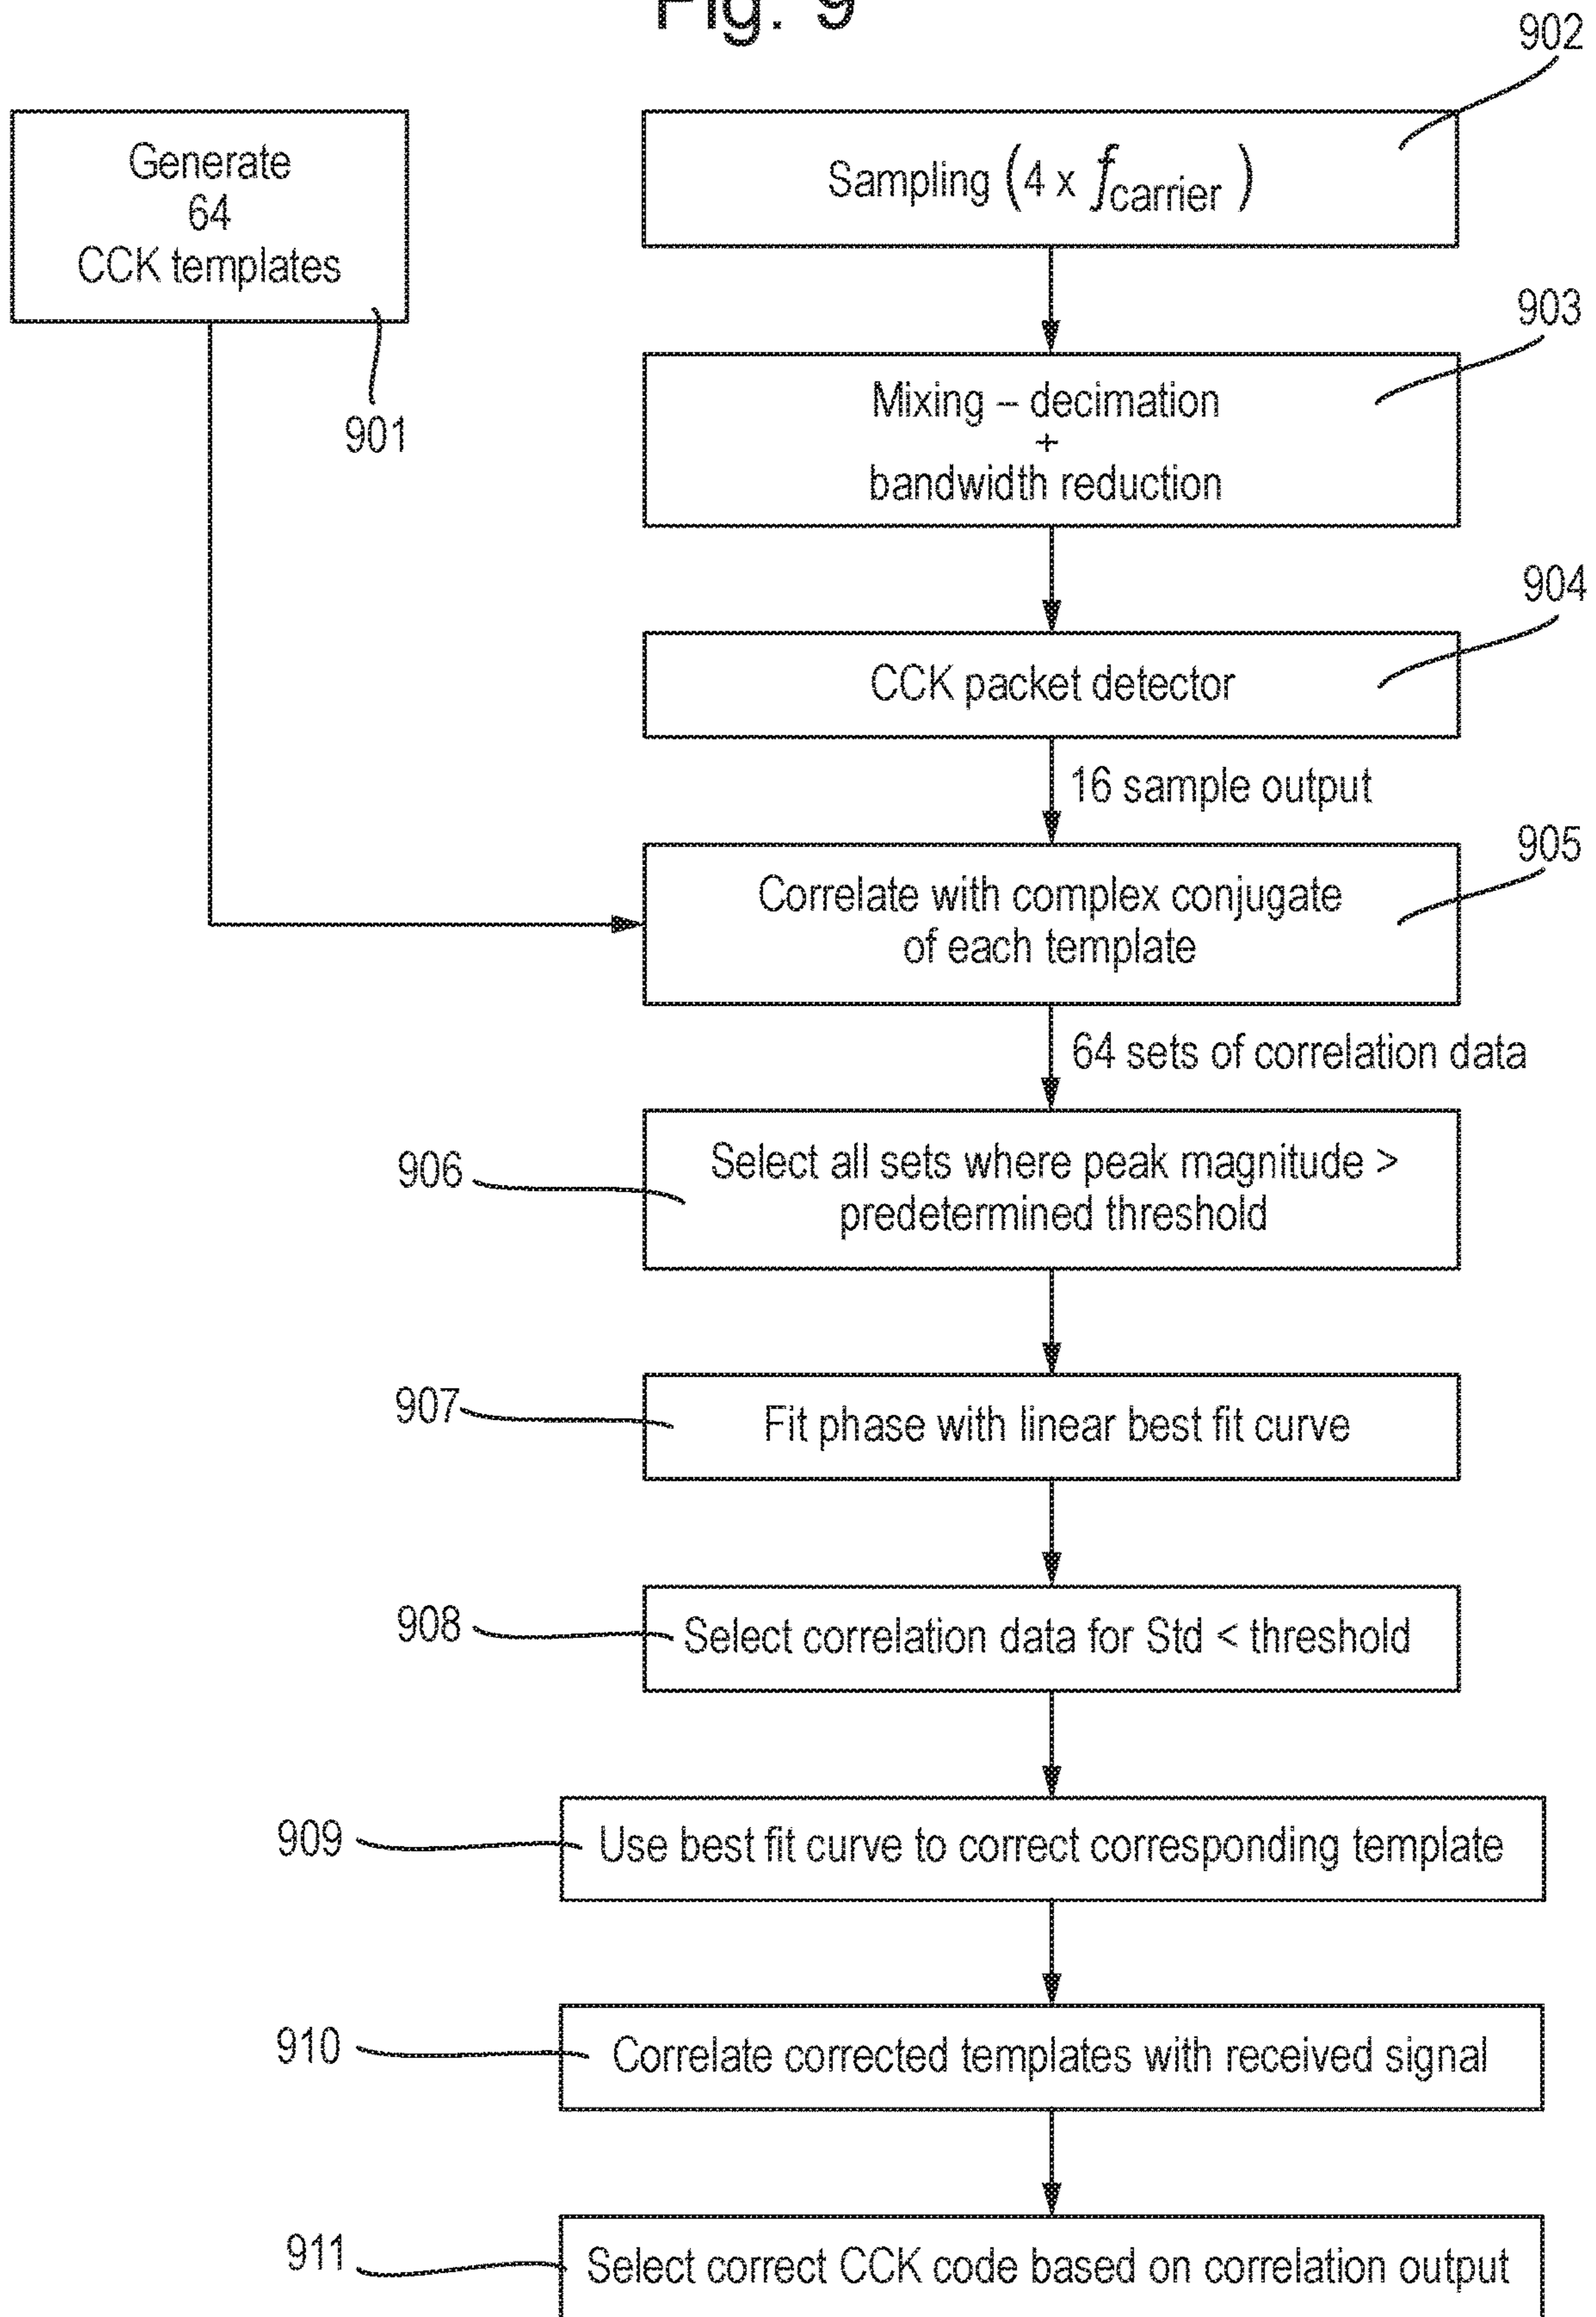 Fig. 9
902
Generate
64
CCK templates
901
Sampling (4 x fcarrier)
903
Mixing – decimation
+
bandwidth reduction
904
CCK packet detector
16 sample output
905
Correlate with complex conjugate
of each template
64 sets of correlation data
906
Select all sets where peak magnitude >
predetermined threshold
907
Fit phase with linear best fit curve
908
Select correlation data for Std < threshold
909
Use best fit curve to correct corresponding template
910
Correlate corrected templates with received signal
911
Select correct CCK code based on correlation output